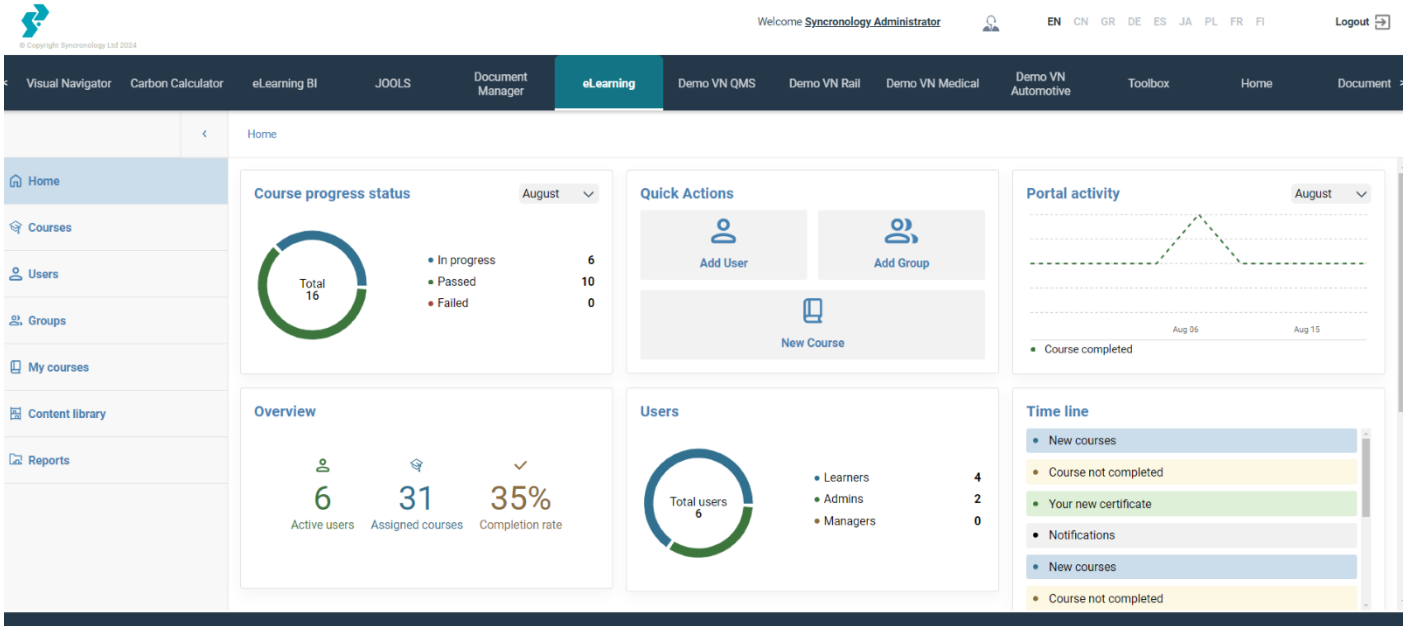 Welcome Syncronology Administrator
EN CN GR DE ES JA PL FR FI
Logout
© Copyright Syncronology Ltd 2024
Visual Navigator
Carbon Calculator
eLearning BI
JOOLS
Document
Manager
eLearning
Demo VN QMS
Demo VN Rail
Demo VN Medical
Demo VN
Automotive
Toolbox
Home
Document
Home
Home
Courses
Users
Groups
My courses
Content library
Reports
Course progress status
August
Total
16
In progress 6
Passed 10
Failed 0
Quick Actions
Add User
Add Group
New Course
Portal activity
August
Aug 06
Aug 15
Course completed
Overview
6
Active users
31
Assigned courses
35%
Completion rate
Users
Total users
6
Learners 4
Admins 2
Managers 0
Time line
New courses
Course not completed
Your new certificate
Notifications
New courses
Course not completed